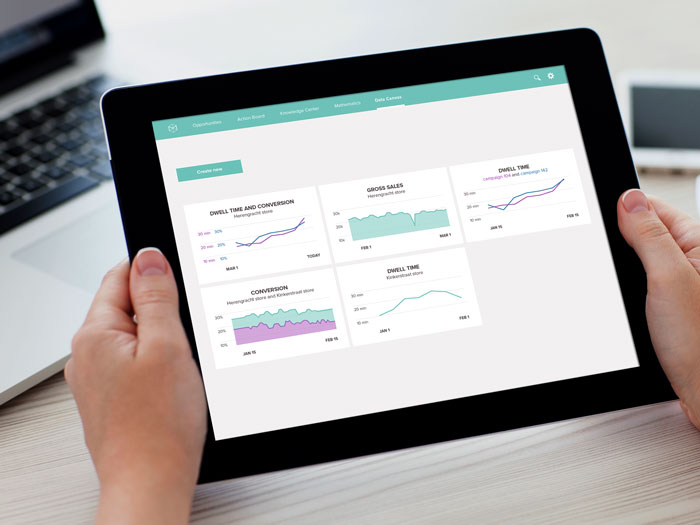 Opportunities Action Board Knowledge Center Mathematics Data Canvas
Create new
DWELL TIME AND CONVERSION
Herengracht store
30 min 30%
20 min 20%
10 min 10%
MAR 1 TODAY
GROSS SALES
Herengracht store
30k
20k
10k
FEB 1 MAR 1
DWELL TIME
campaign 104 and campaign 142
30 min
20 min
10 min
JAN 15 FEB 15
CONVERSION
Herengracht store and Kinkerstraat store
30%
20%
10%
JAN 15 FEB 15
DWELL TIME
Kinkerstraat store
30 min
20 min
10 min
JAN 1 FEB 1